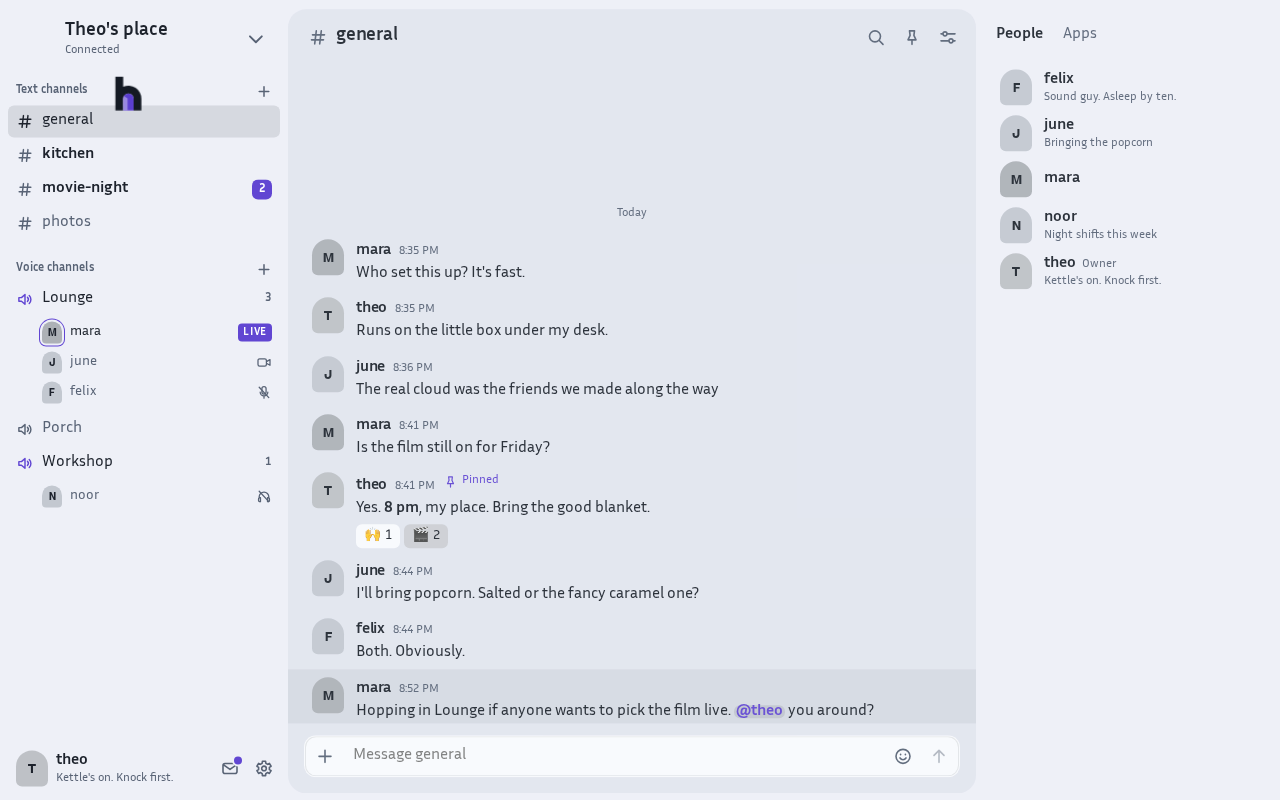 Theo's place
Connected
Text channels
h
general
kitchen
movie-night
2
photos
Voice channels
Lounge
3
M
mara
LIVE
J
june
F
felix
Porch
Workshop
1
N
noor
T
theo
Kettle's on. Knock first.
# general
Today
M
mara 8:35 PM
Who set this up? It's fast.
T
theo 8:35 PM
Runs on the little box under my desk.
J
june 8:36 PM
The real cloud was the friends we made along the way
M
mara 8:41 PM
Is the film still on for Friday?
T
theo 8:41 PM Pinned
Yes. 8 pm, my place. Bring the good blanket.
🙌 1 🎬 2
J
june 8:44 PM
I'll bring popcorn. Salted or the fancy caramel one?
F
felix 8:44 PM
Both. Obviously.
M
mara 8:52 PM
Hopping in Lounge if anyone wants to pick the film live. @theo you around?
Message general
People Apps
F
felix
Sound guy. Asleep by ten.
J
june
Bringing the popcorn
M
mara
N
noor
Night shifts this week
T
theo Owner
Kettle's on. Knock first.